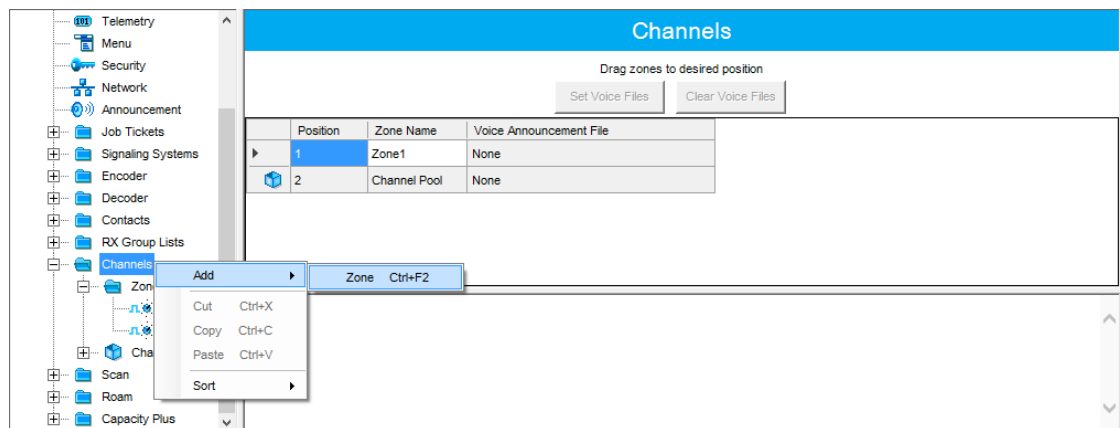 Telemetry
Menu
Security
Network
Announcement
Job Tickets
Signaling Systems
Encoder
Decoder
Contacts
RX Group Lists
Channels
Zon
Cha
Scan
Roam
Capacity Plus
Add
Cut Ctrl+X
Copy Ctrl+C
Paste Ctrl+V
Sort
Zone Ctrl+F2
Channels
Drag zones to desired position
Set Voice Files Clear Voice Files
Position Zone Name Voice Announcement File
1 Zone1 None
2 Channel Pool None